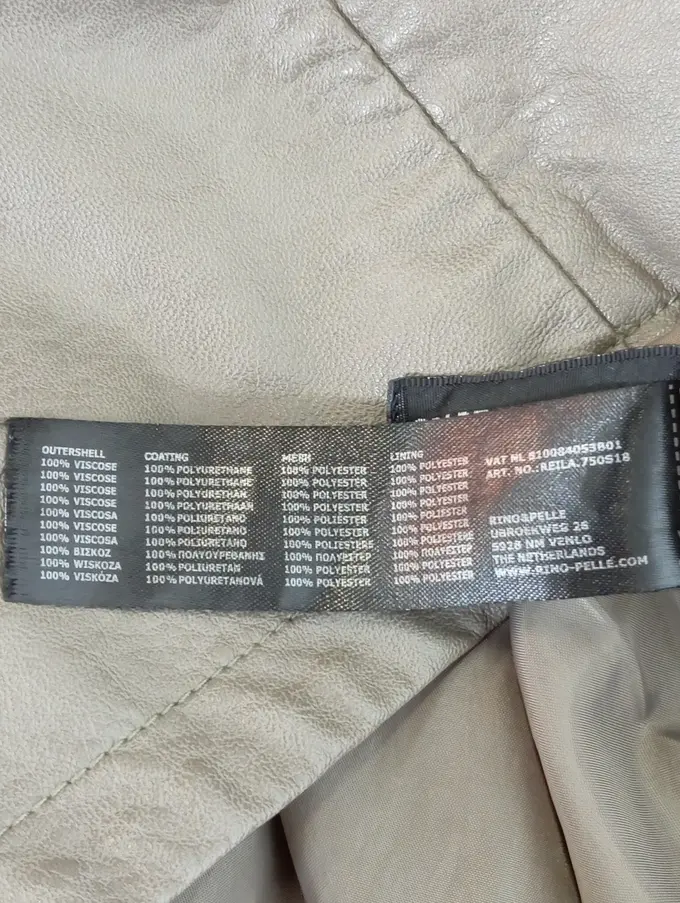 OUTERSHELL
100% VISCOSE
100% VISCOSE
100% VISCOSE
100% VISCOSE
100% VISCOSA
100% VISCOSE
100% VISCOSA
100% ΒΙΣΚΟΖ
100% WISKOZA
100% VISKÓZA
COATING
100% POLYURETHANE
100% POLYURETHANE
100% POLYURETHAN
100% POLYURETHAAN
100% POLIURETANO
100% POLIURETANO
100% ΠΟΛΥΟΥΡΕΘΑΝΗΣ
100% POLIURETAN
100% POLYURETANOVÁ
MESH
100% POLYESTER
100% POLYESTER
100% POLYESTER
100% POLYESTER
100% POLYESTER
100% POLIESTER
100% POLIESTERE
100% ΠΟΛΥΕΣΤΕΡ
100% POLYESTER
100% POLYESTER
LINING
100% POLYESTER
100% POLYESTER
100% POLYESTER
100% POLYESTER
100% POLYESTER
100% POLIESTER
100% POLIESTERE
100% ΠΟΛΥΕΣΤΕΡ
100% POLYESTER
100% POLYESTER
VAT NL 810084053B01
ART. NO.: REILA.750S18
RINO&PELLE
UBROEKWEG 26
5928 NM VENLO
THE NETHERLANDS
WWW.RINO-PELLE.COM